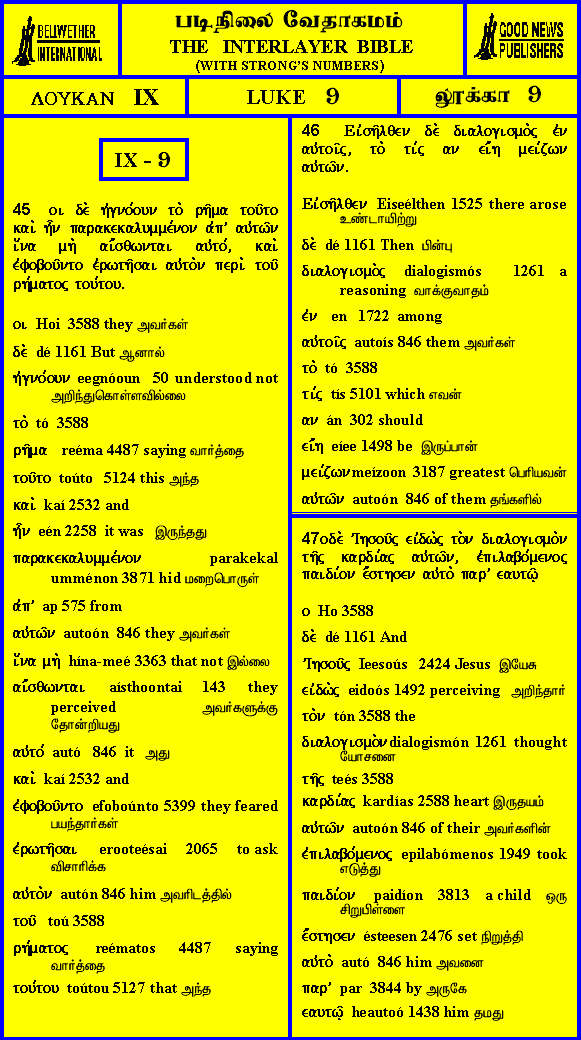 BELLWETHER
INTERNATIONAL
படிநிலை வேதாகமம்
THE INTERLAYER BIBLE
(WITH STRONG'S NUMBERS)
GOOD NEWS
PUBLISHERS
ΛΟΥΚΑΝ IX
LUKE 9
லூக்கா 9
IX - 9
45 οι δὲ ἠγνόουν τὸ ρῆμα τοῦτο
καὶ ἦν παρακεκαλυμμένον ἀπ' αὐτῶν
ἵνα μὴ αἴσθωνται αὐτό, καὶ
ἐφοβοῦντο ἐρωτῆσαι αὐτὸν περὶ τοῦ
ρήματος τούτου.
οι Hoi 3588 they அவர்கள்
δὲ dé 1161 But ஆனால்
ἠγνόουν eegnóoun 50 understood not
அறிந்துகொள்ளவில்லை
τὸ tó 3588
ρῆμα reéma 4487 saying வார்த்தை
τοῦτο toúto 5124 this அந்த
καὶ kaí 2532 and
ἦν eén 2258 it was இருந்தது
παρακεκαλυμμένον parakekal
umménon 3871 hid மறைபொருள்
ἀπ' ap 575 from
αὐτῶν autoón 846 they அவர்கள்
ἵνα μὴ hína-meé 3363 that not இல்லை
αἴσθωνται aísthoontai 143 they
perceived அவர்களுக்கு
தோன்றியது
αὐτό autó 846 it அது
καὶ kaí 2532 and
ἐφοβοῦντο efoboúnto 5399 they feared
பயந்தார்கள்
ἐρωτῆσαι erooteésai 2065 to ask
விசாரிக்க
αὐτὸν autón 846 him அவரிடத்தில்
τοῦ toú 3588
ρήματος reématos 4487 saying
வார்த்தை
τούτου toútou 5127 that அந்த
46 Εἰσῆλθεν δὲ διαλογισμὸς ἐν
αὐτοῖς, τὸ τίς αν εἴη μείζων
αὐτῶν.
Εἰσῆλθεν Eiseélthen 1525 there arose
உண்டாயிற்று
δὲ dé 1161 Then பின்பு
διαλογισμὸς dialogismós 1261 a
reasoning வாக்குவாதம்
ἐν en 1722 among
αὐτοῖς autoís 846 them அவர்கள்
τὸ tó 3588
τίς tís 5101 which எவன்
αν án 302 should
εἴη eíee 1498 be இருப்பான்
μείζων meízoon 3187 greatest பெரியவன்
αὐτῶν autoón 846 of them தங்களில்
47οδὲ Ἰησοῦς εἰδὼς τὸν διαλογισμὸν
τῆς καρδίας αὐτῶν, ἐπιλαβόμενος
παιδίον ἔστησεν αὐτὸ παρ' εαυτῷ
ο Ho 3588
δὲ dé 1161 And
Ἰησοῦς Ieesoús 2424 Jesus இயேசு
εἰδὼς eidoós 1492 perceiving அறிந்தார்
τὸν tón 3588 the
διαλογισμὸν dialogismón 1261 thought
யோசனை
τῆς teés 3588
καρδίας kardías 2588 heart இருதயம்
αὐτῶν autoón 846 of their அவர்களின்
ἐπιλαβόμενος epilabómenos 1949 took
எடுத்து
παιδίον paidíon 3813 a child ஒரு
சிறுபிள்ளை
ἔστησεν ésteesen 2476 set நிறுத்தி
αὐτὸ autó 846 him அவனை
παρ' par 3844 by அருகே
εαυτῷ heautoó 1438 him தமது